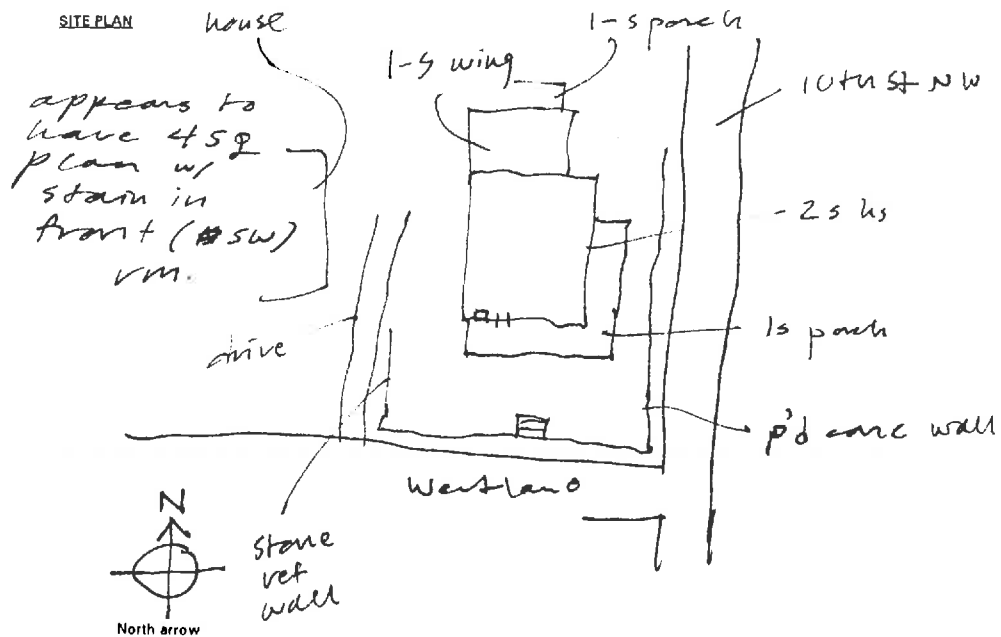 SITE PLAN
house
1-s porch
1-s wing
10th St NW
appears to
have 4 sq
plan w/
stair in
front (SW)
rm.
- 2 s hs
drive
1s porch
p'd conc wall
Westland
N
stone
ret
wall
North arrow